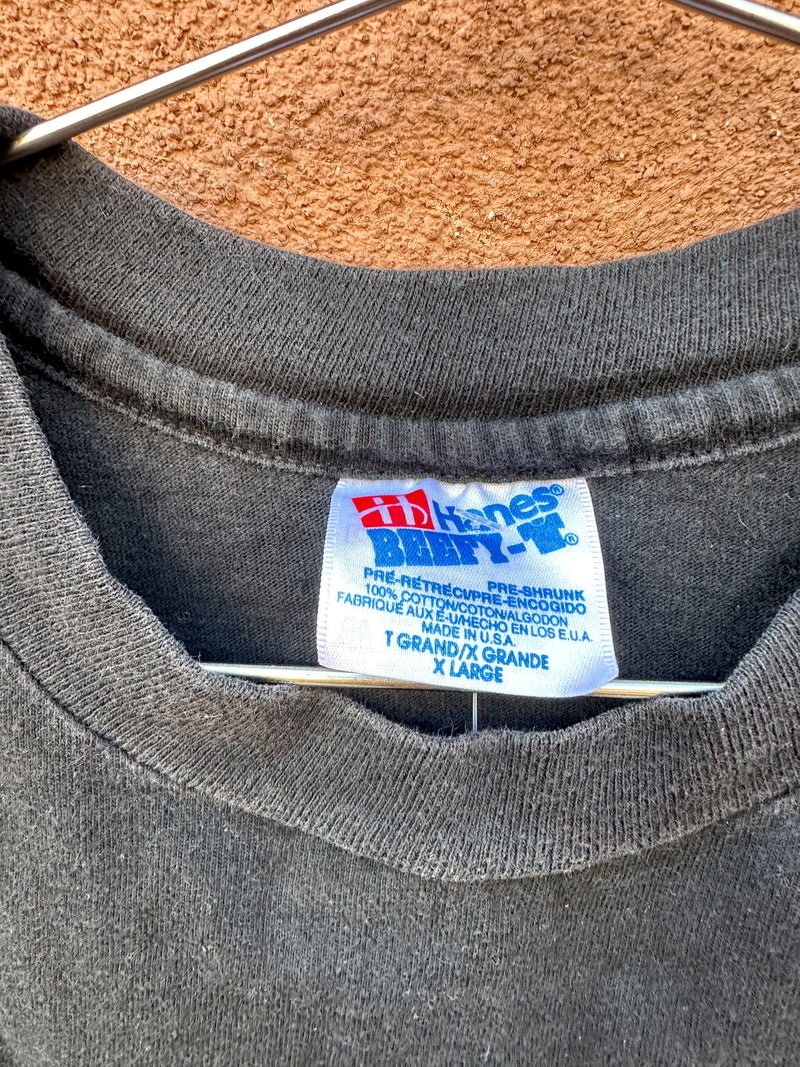 Hanes®
BEEFY-T®
PRÉ-RÉTRÉCI/PRE-ENCOGIDO PRE-SHRUNK
100% COTTON/COTON/ALGODON
FABRIQUÉ AUX E-U/HECHO EN LOS E.U.A.
MADE IN U.S.A.
T GRAND/X GRANDE
X LARGE